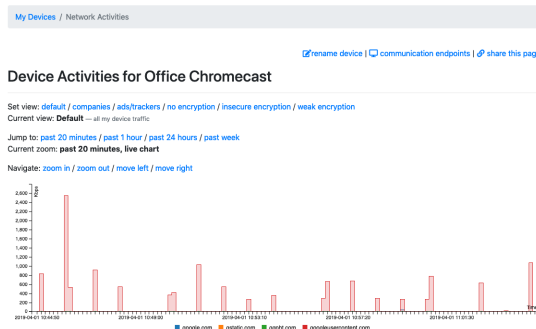 My Devices / Network Activities
rename device | communication endpoints | share this pag
Device Activities for Office Chromecast
Set view: default / companies / ads/trackers / no encryption / insecure encryption / weak encryption
Current view: Default — all my device traffic
Jump to: past 20 minutes / past 1 hour / past 24 hours / past week
Current zoom: past 20 minutes, live chart
Navigate: zoom in / zoom out / move left / move right
Kbps
2,600
2,400
2,200
2,000
1,800
1,600
1,400
1,200
1,000
800
600
400
200
0
Time
2019-04-01 10:44:50 2019-04-01 10:49:00 2019-04-01 10:53:10 2019-04-01 10:57:20 2019-04-01 11:01:30
google.com gstatic.com ggpht.com googleusercontent.com